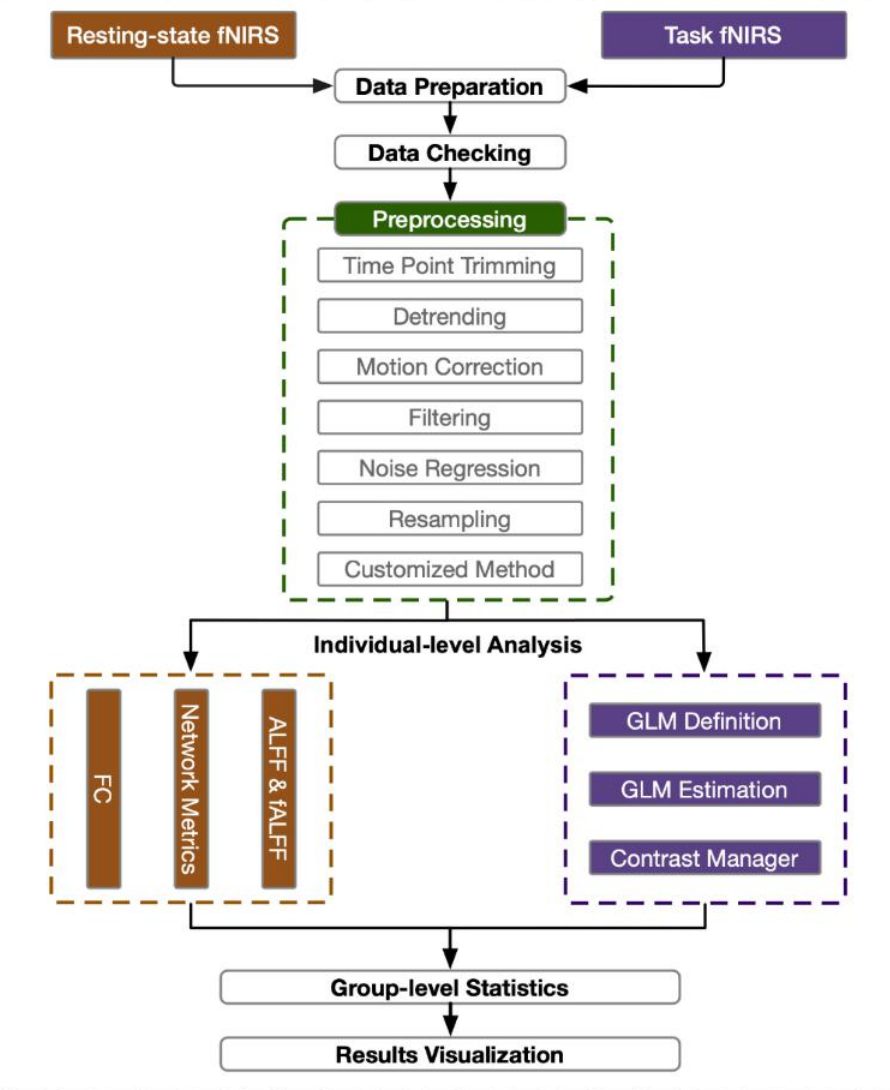 Resting-state fNIRS
Task fNIRS
Data Preparation
Data Checking
Preprocessing
Time Point Trimming
Detrending
Motion Correction
Filtering
Noise Regression
Resampling
Customized Method
Individual-level Analysis
FC
Network Metrics
ALFF & fALFF
GLM Definition
GLM Estimation
Contrast Manager
Group-level Statistics
Results Visualization